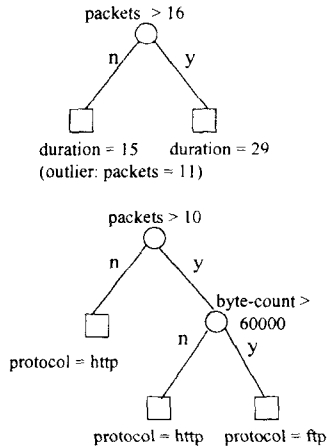 packets > 16
n
y
duration = 15
duration = 29
(outlier: packets = 11)
packets > 10
n
y
byte-count >
60000
protocol = http
n
y
protocol = http
protocol = ftp